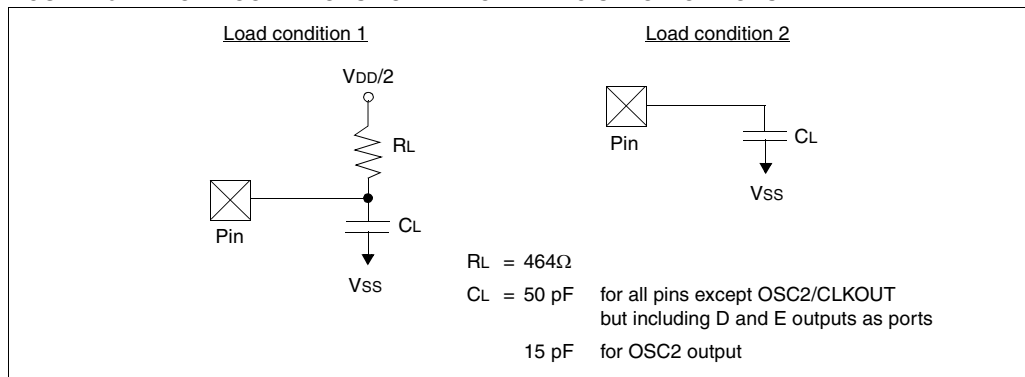 Load condition 1
Load condition 2
VDD/2
RL
Pin
CL
VSS
Pin
CL
VSS
RL = 464Ω
CL = 50 pF for all pins except OSC2/CLKOUT
but including D and E outputs as ports
15 pF for OSC2 output